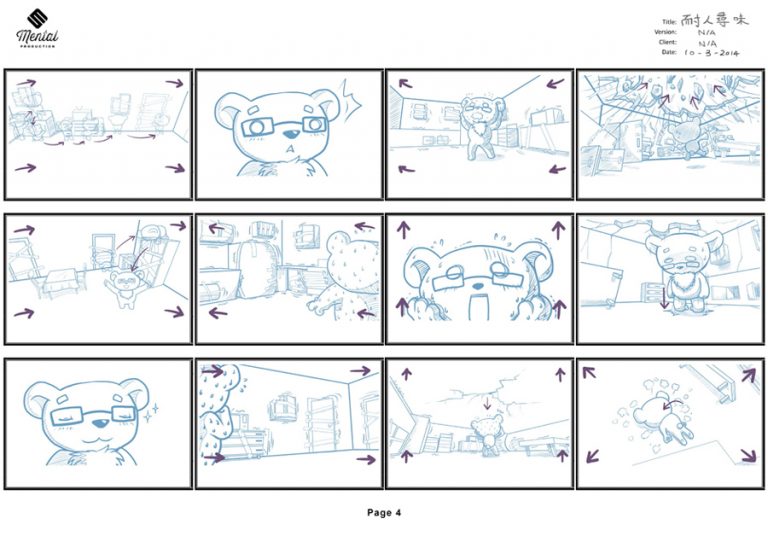 Mental
PRODUCTION
Title: 耐人尋味
Version: N/A
Client: N/A
Date: 10-3-2014
Page 4